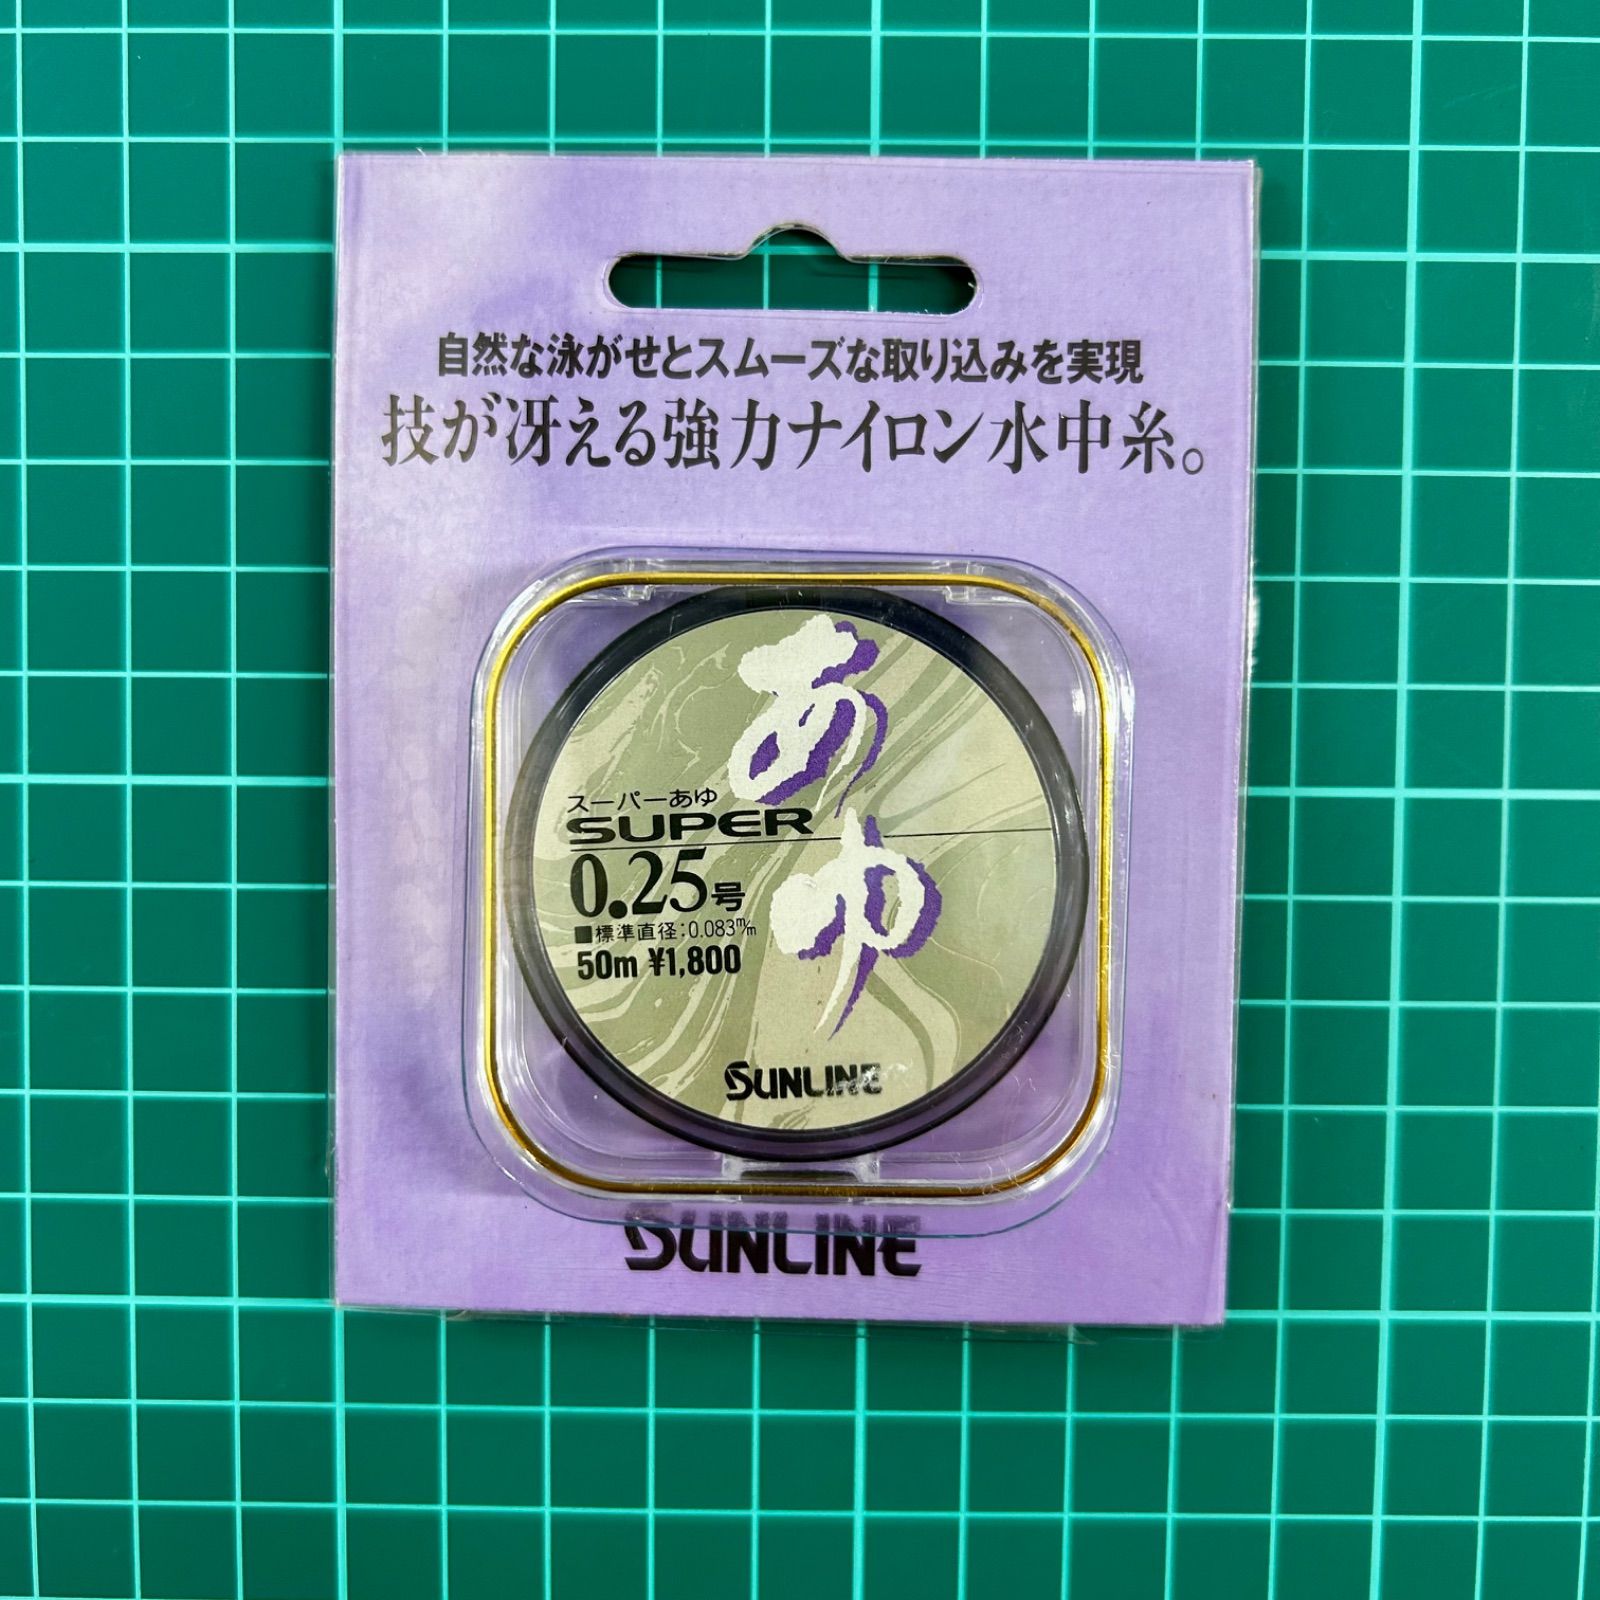 自然な泳がせとスムーズな取り込みを実現
技が冴える強力ナイロン水中糸。
あゆ
スーパーあゆ
SUPER
0.25号
■標準直径:0.083m/m
50m ¥1,800
SUNLINE
SUNLINE